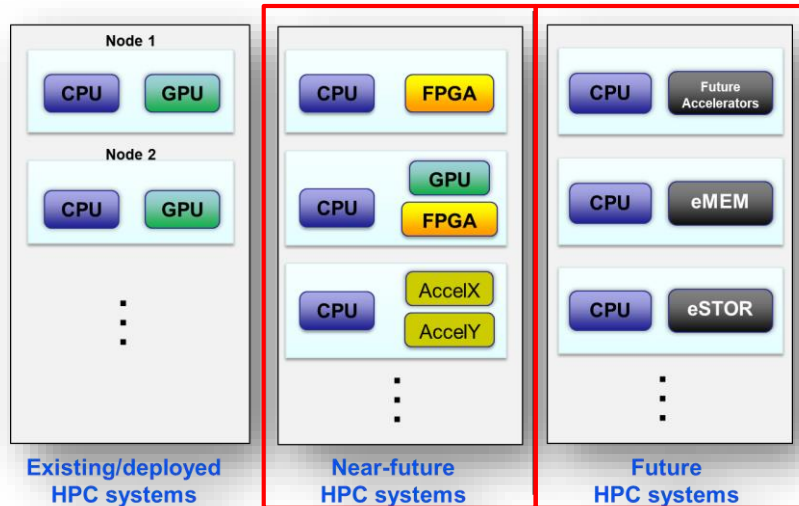 Node 1
CPU
GPU
Node 2
CPU
GPU
Existing/deployed
HPC systems
CPU
FPGA
CPU
GPU
FPGA
CPU
AccelX
AccelY
Near-future
HPC systems
CPU
Future
Accelerators
CPU
eMEM
CPU
eSTOR
Future
HPC systems